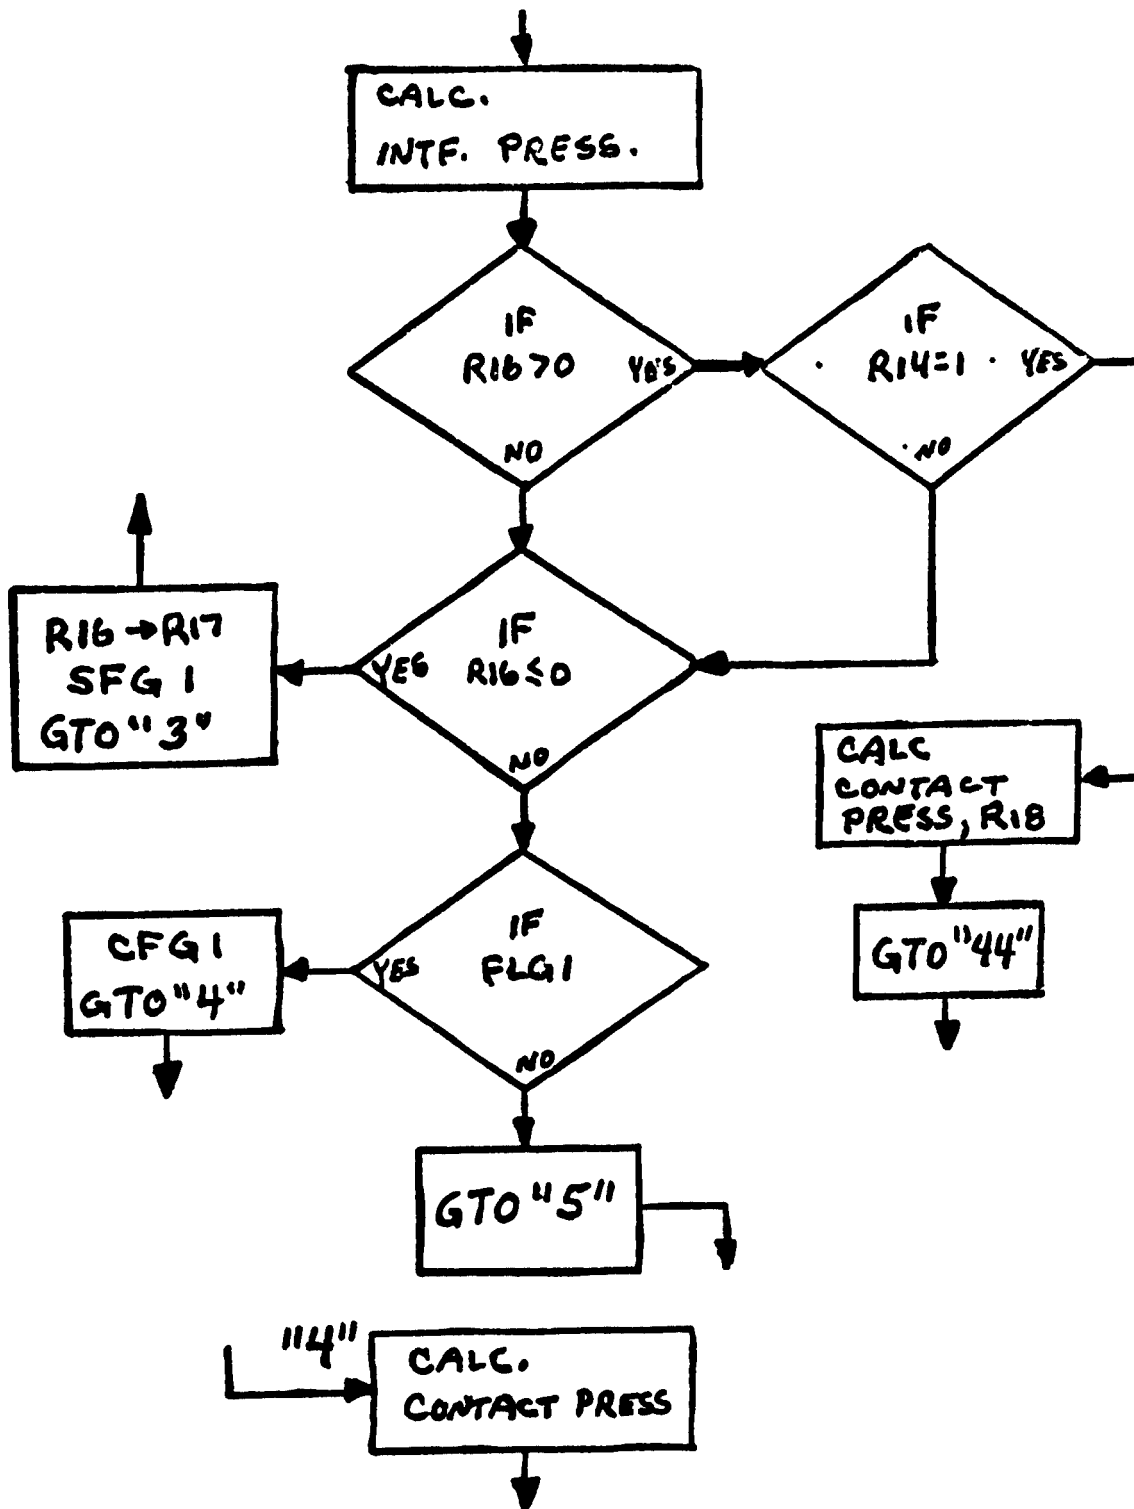 CALC.
INTF. PRESS.
IF
R16>0
YES
NO
IF
R14=1
YES
NO
R16→R17
SFG 1
GTO "3"
IF
R16≤0
YES
NO
CALC
CONTACT
PRESS, R18
GTO "44"
CFG 1
GTO "4"
IF
FLG1
YES
NO
GTO "5"
"4"
CALC.
CONTACT PRESS